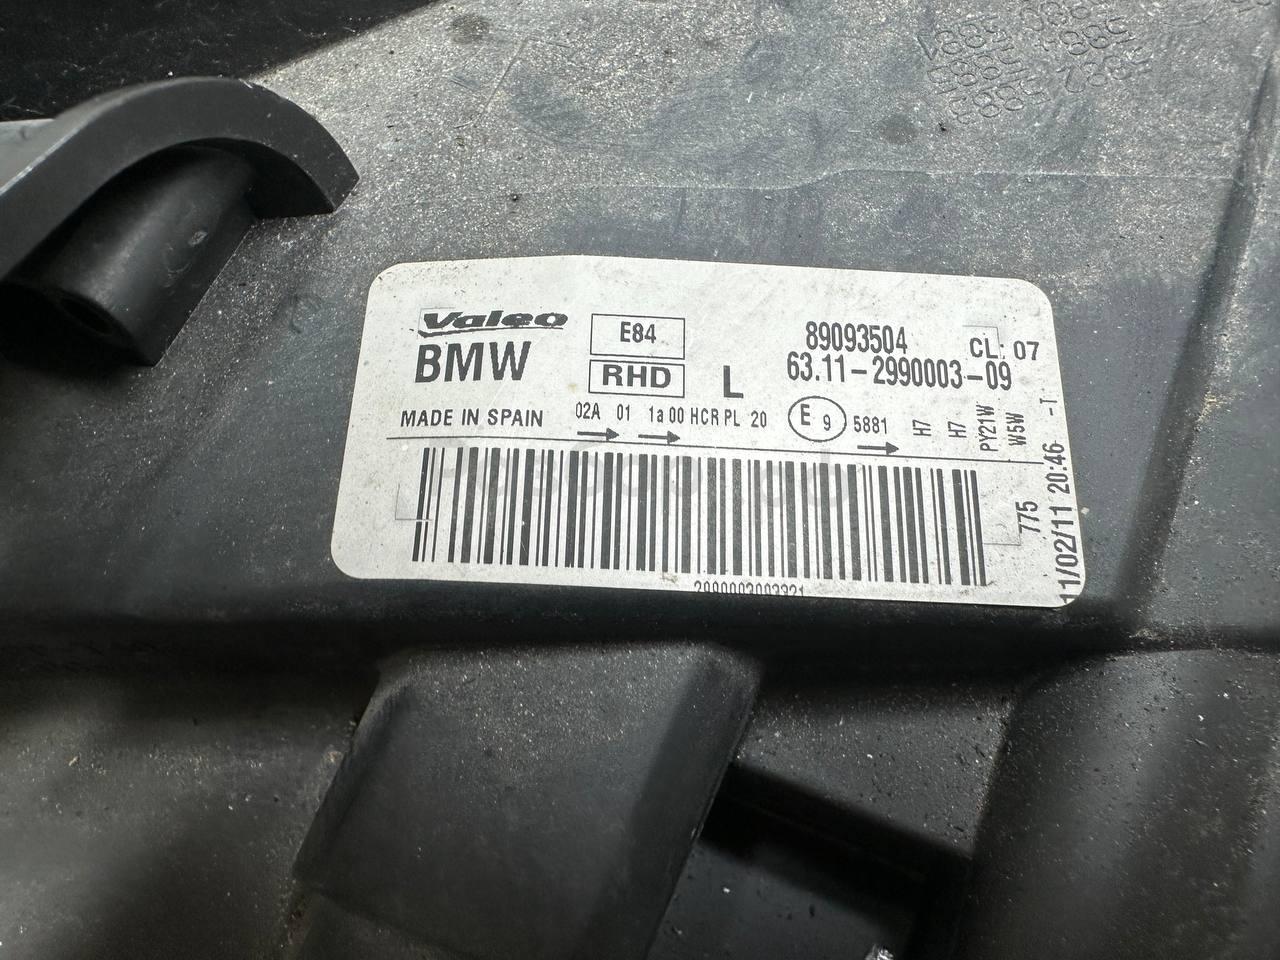 Valeo
BMW
E84
RHD
L
89093504
CL: 07
63.11-2990003-09
MADE IN SPAIN
02A 01 1a 00 HCR PL 20
E 9
5881
H7
H7
PY21W
W5W
775
11/02/11 20:46 -T
2990003003921